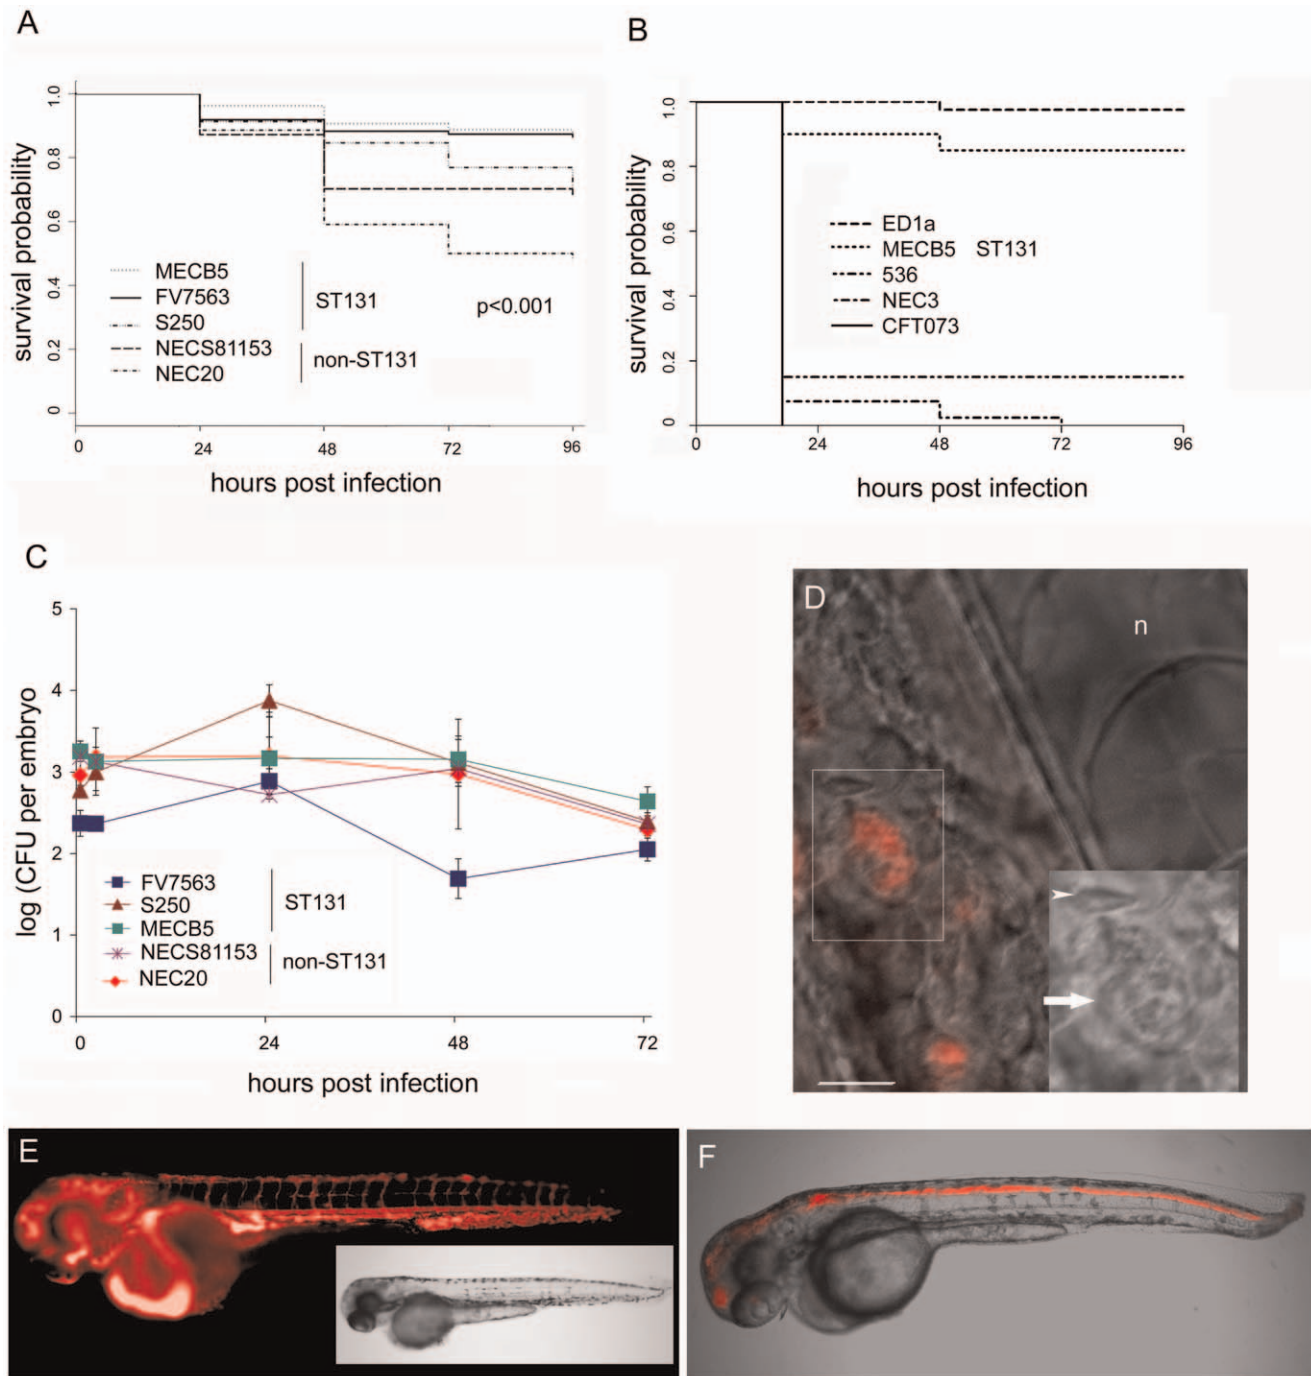 A
survival probability
1.0
0.8
0.6
0.4
0.2
0
MECB5
FV7563
S250
NECS81153
NEC20
ST131
non-ST131
p<0.001
0 24 48 72 96
hours post infection
B
survival probability
1.0
0.8
0.6
0.4
0.2
0
ED1a
MECB5 ST131
536
NEC3
CFT073
0 24 48 72 96
hours post infection
C
log (CFU per embryo
5
4
3
2
1
0
FV7563
S250
MECB5
NECS81153
NEC20
ST131
non-ST131
0 24 48 72
hours post infection
D
n
E
F